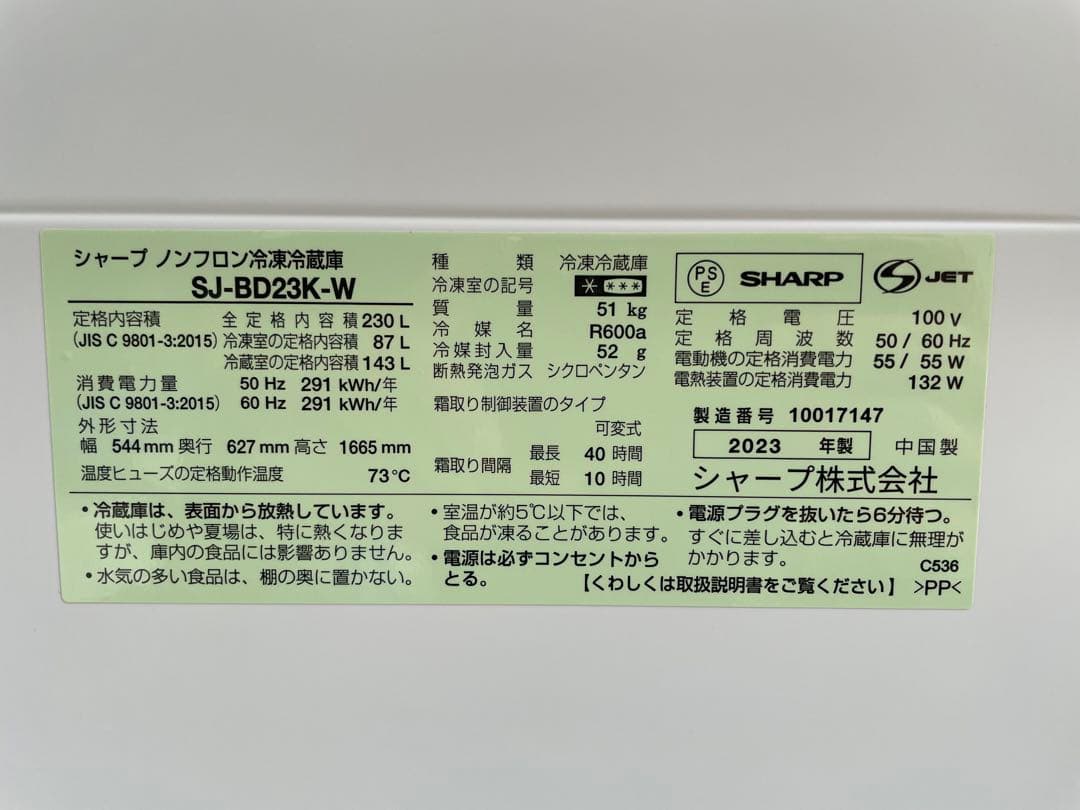 シャープ ノンフロン冷凍冷蔵庫
SJ-BD23K-W
定格内容積 全定格内容積 230 L
(JIS C 9801-3:2015) 冷凍室の定格内容積 87 L
冷蔵室の定格内容積 143 L
消費電力量 50 Hz 291 kWh/年
(JIS C 9801-3:2015) 60 Hz 291 kWh/年
外形寸法
幅 544 mm 奥行 627 mm 高さ 1665 mm
温度ヒューズの定格動作温度 73℃
種類 冷凍冷蔵庫
冷凍室の記号 ****
質量 51 kg
冷媒名 R600a
冷媒封入量 52 g
断熱発泡ガス シクロペンタン
霜取り制御装置のタイプ
可変式
霜取り間隔 最長 40 時間
最短 10 時間
PS E SHARP JET
定格電圧 100 V
定格周波数 50 / 60 Hz
電動機の定格消費電力 55 / 55 W
電熱装置の定格消費電力 132 W
製造番号 10017147
2023 年製 中国製
シャープ株式会社
・冷蔵庫は、表面から放熱しています。
使いはじめや夏場は、特に熱くなりま
すが、庫内の食品には影響ありません。
・水気の多い食品は、棚の奥に置かない。
・室温が約5℃以下では、
食品が凍ることがあります。
・電源は必ずコンセントから
とる。
・電源プラグを抜いたら6分待つ。
すぐに差し込むと冷蔵庫に無理が
かかります。
C536
【くわしくは取扱説明書をご覧ください】 >PP<